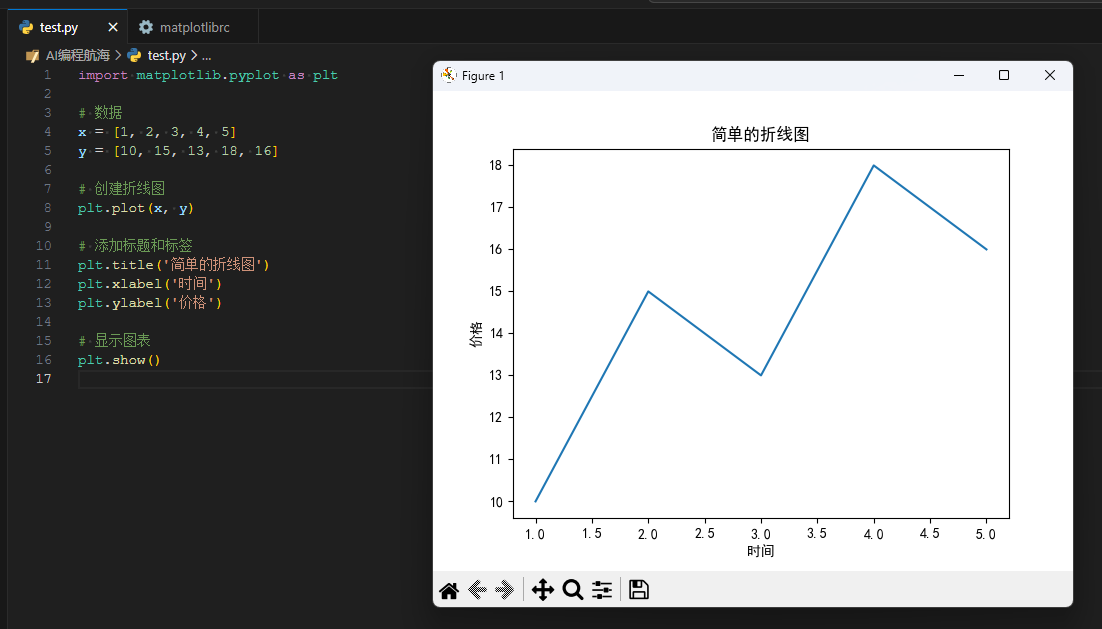 test.py
matplotlibrc
AI编程航海 > test.py > ...
1 import matplotlib.pyplot as plt
2
3 # 数据
4 x = [1, 2, 3, 4, 5]
5 y = [10, 15, 13, 18, 16]
6
7 # 创建折线图
8 plt.plot(x, y)
9
10 # 添加标题和标签
11 plt.title('简单的折线图')
12 plt.xlabel('时间')
13 plt.ylabel('价格')
14
15 # 显示图表
16 plt.show()
17
Figure 1
简单的折线图
18
17
16
15
14
13
12
11
10
价格
1.0 1.5 2.0 2.5 3.0 3.5 4.0 4.5 5.0
时间